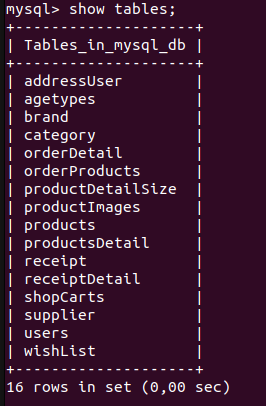 mysql> show tables;
+--------------------+
| Tables_in_mysql_db |
+--------------------+
| addressUser        |
| agetypes           |
| brand              |
| category           |
| orderDetail        |
| orderProducts      |
| productDetailSize  |
| productImages      |
| products           |
| productsDetail     |
| receipt            |
| receiptDetail      |
| shopCarts          |
| supplier           |
| users              |
| wishList           |
+--------------------+
16 rows in set (0,00 sec)